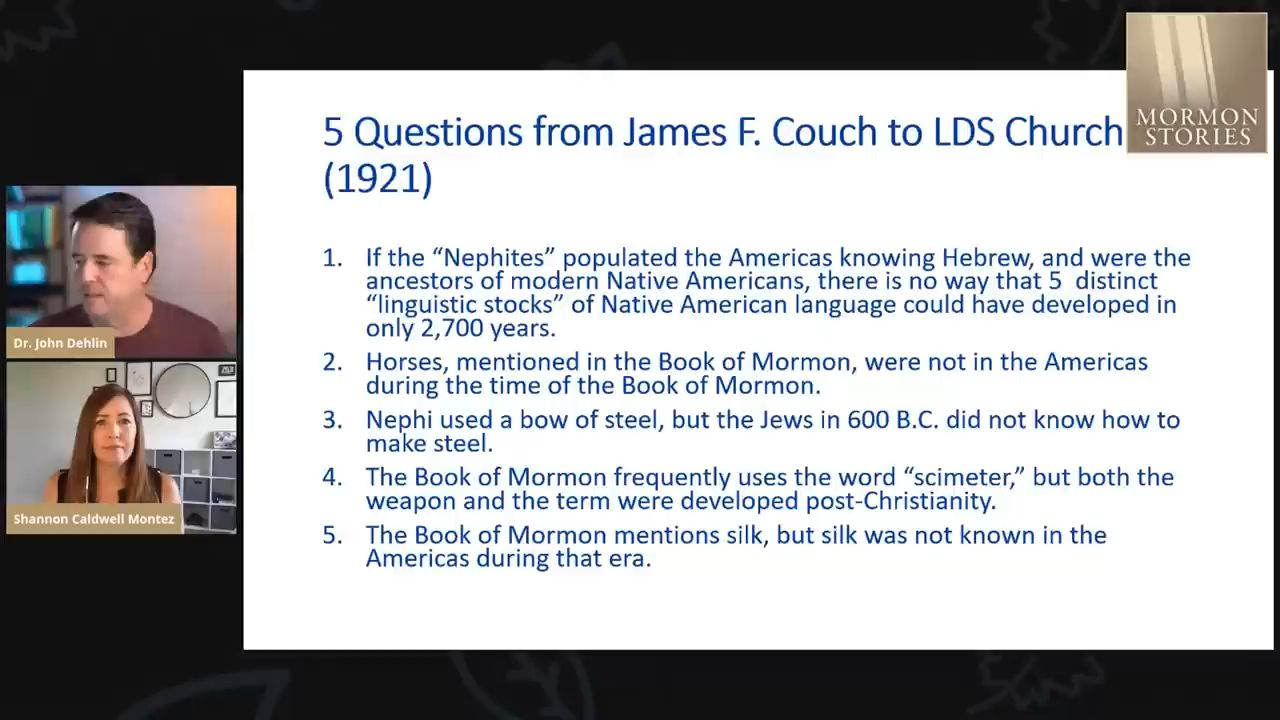 MORMON
STORIES
5 Questions from James F. Couch to LDS Church
(1921)
1. If the “Nephites” populated the Americas knowing Hebrew, and were the
ancestors of modern Native Americans, there is no way that 5 distinct
“linguistic stocks” of Native American language could have developed in
only 2,700 years.
2. Horses, mentioned in the Book of Mormon, were not in the Americas
during the time of the Book of Mormon.
3. Nephi used a bow of steel, but the Jews in 600 B.C. did not know how to
make steel.
4. The Book of Mormon frequently uses the word “scimeter,” but both the
weapon and the term were developed post-Christianity.
5. The Book of Mormon mentions silk, but silk was not known in the
Americas during that era.
Dr. John Dehlin
Shannon Caldwell Montez